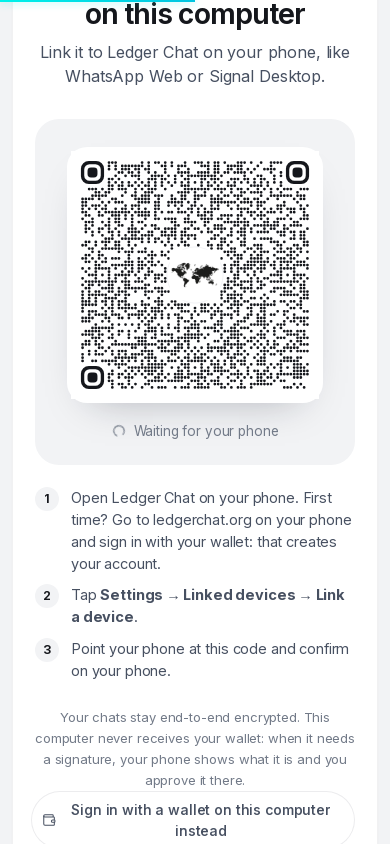 on this computer
Link it to Ledger Chat on your phone, like
WhatsApp Web or Signal Desktop.
Waiting for your phone
1 Open Ledger Chat on your phone. First
time? Go to ledgerchat.org on your phone
and sign in with your wallet: that creates
your account.
2 Tap Settings → Linked devices → Link
a device.
3 Point your phone at this code and confirm
on your phone.
Your chats stay end-to-end encrypted. This
computer never receives your wallet: when it needs
a signature, your phone shows what it is and you
approve it there.
Sign in with a wallet on this computer
instead